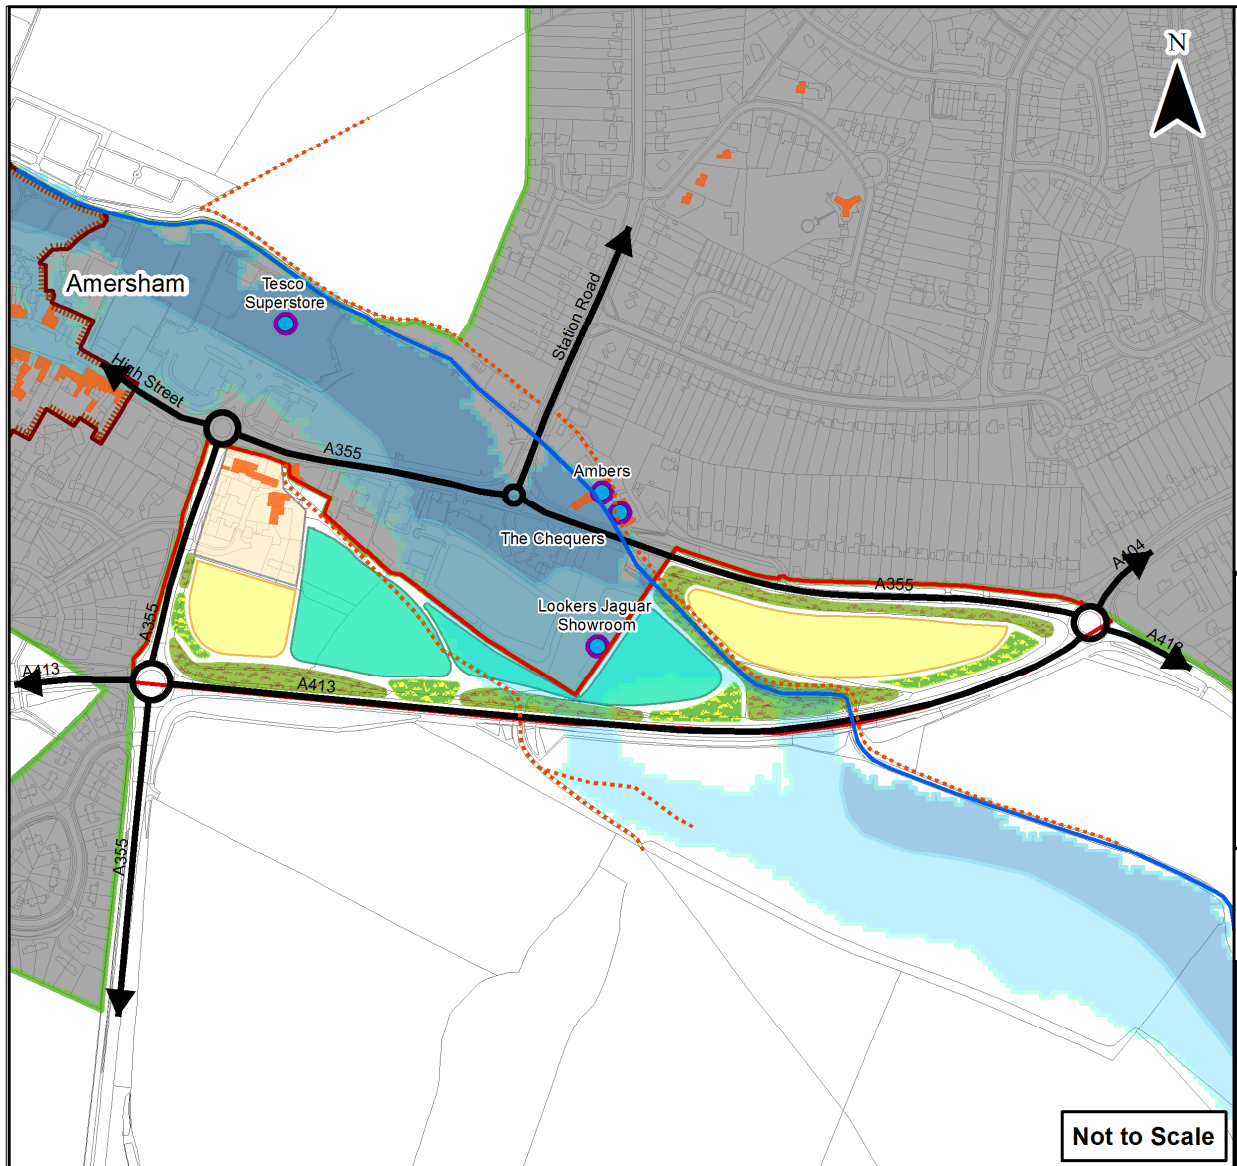 N
Amersham
Tesco
Superstore
Station Road
High Street
A355
Ambers
The Chequers
A404
A355
Lookers Jaguar
Showroom
A355
A413
A413
A413
A355
Not to Scale